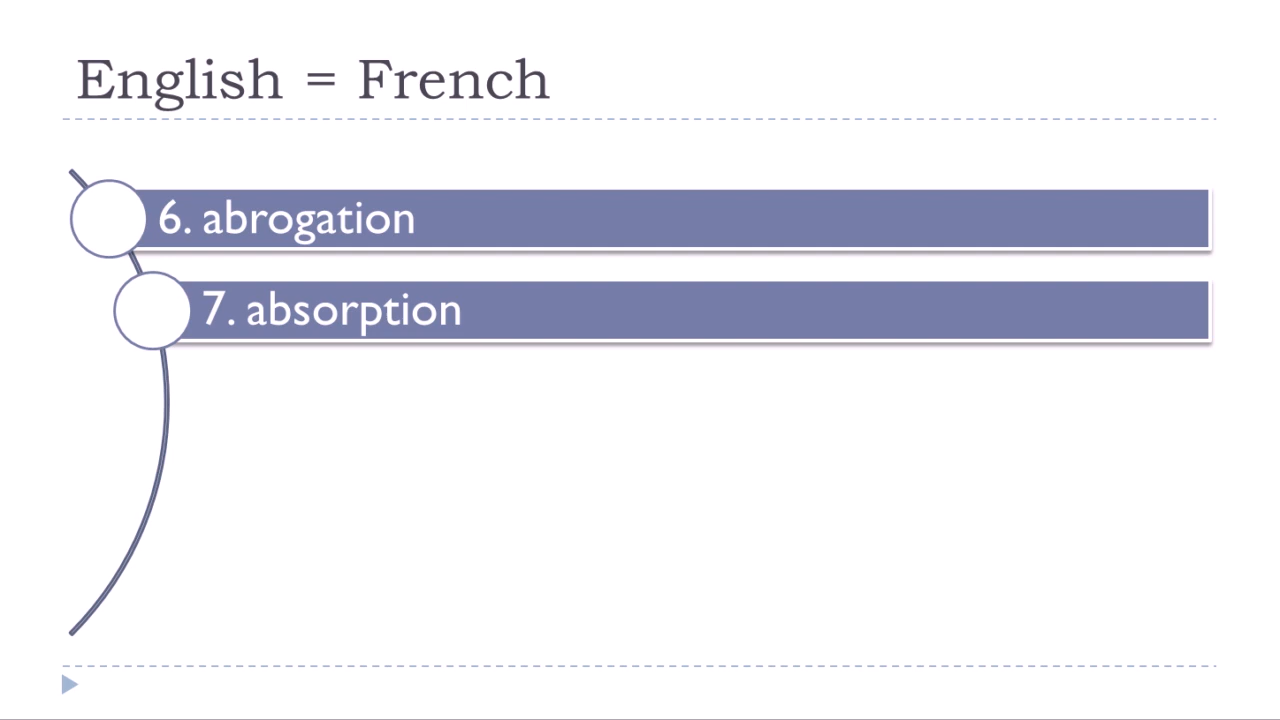 English = French
6. abrogation
7. absorption